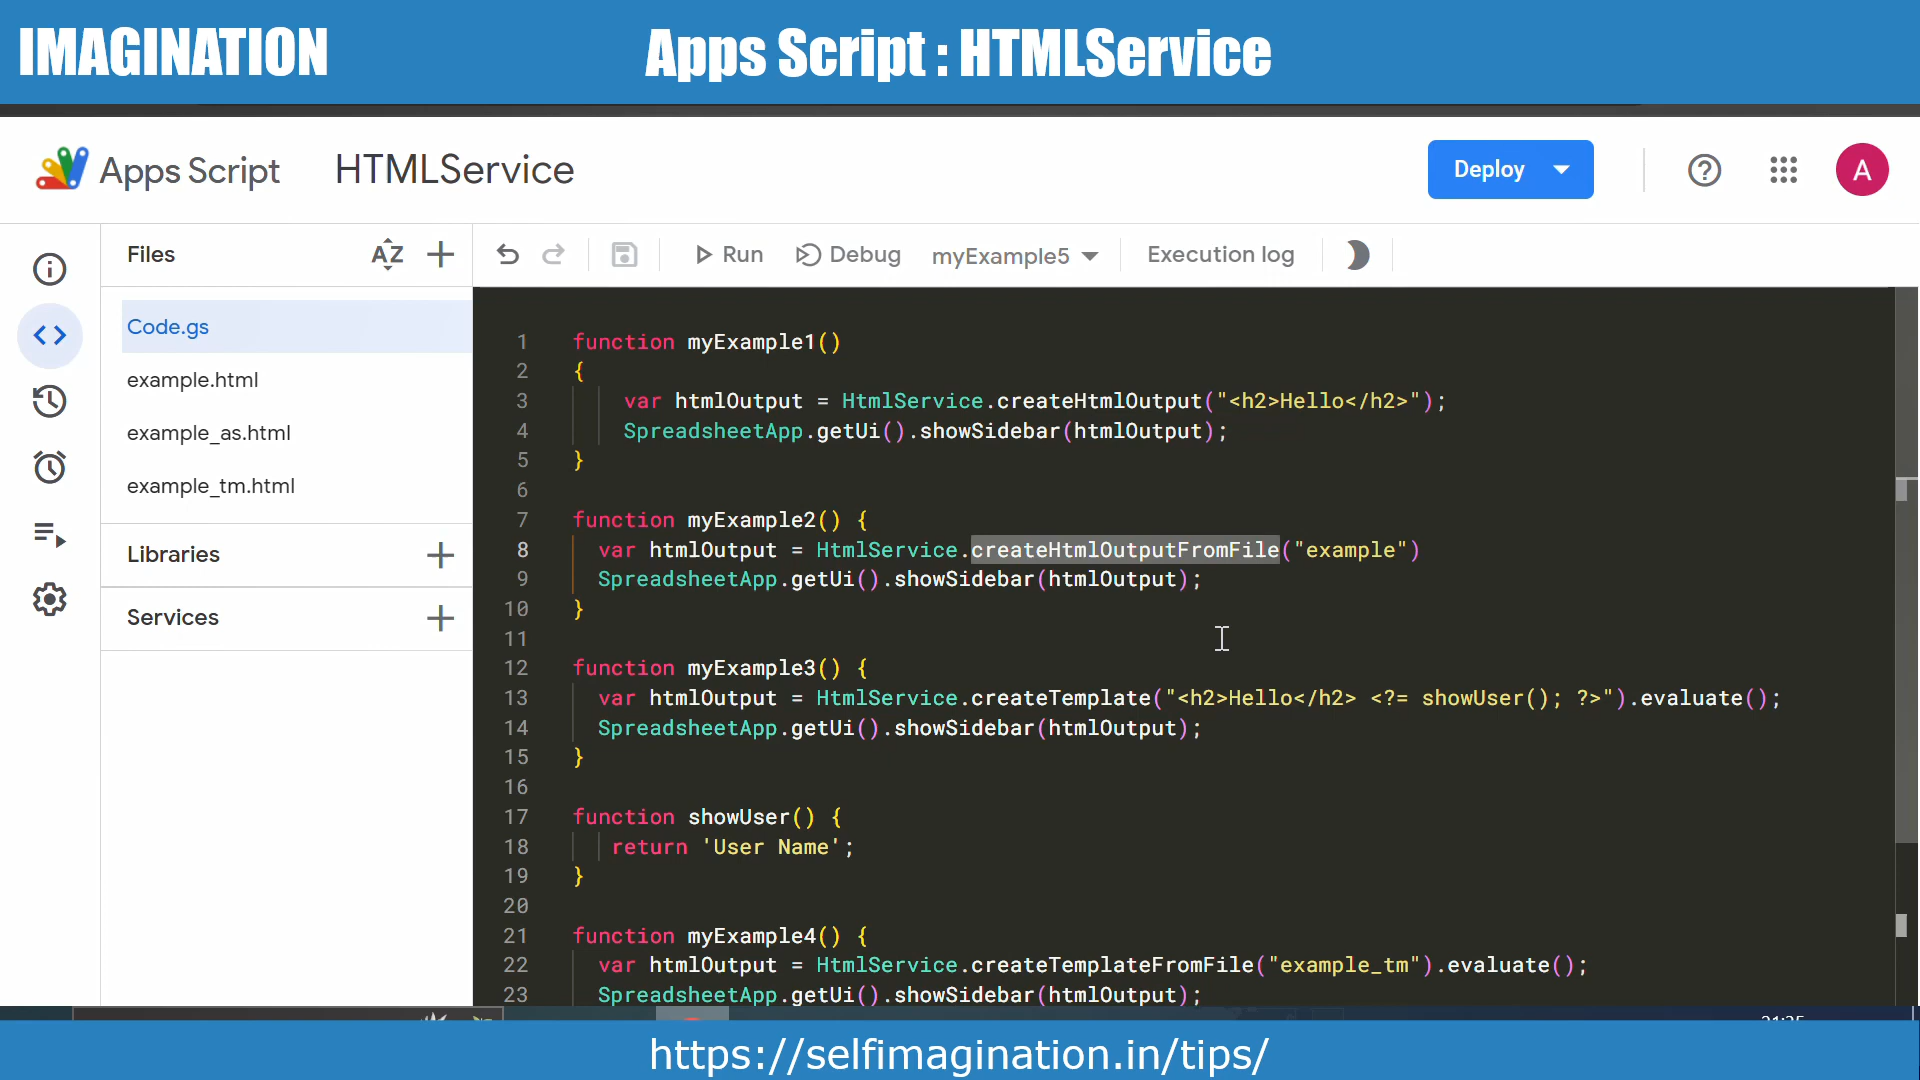 IMAGINATION
Apps Script : HTMLService
Apps Script
HTMLService
Deploy
A
Files
AZ
Run
Debug
myExample5
Execution log
Code.gs
example.html
example_as.html
example_tm.html
Libraries
Services
1 function myExample1()
2 {
3 var htmlOutput = HtmlService.createHtmlOutput("<h2>Hello</h2>");
4 SpreadsheetApp.getUi().showSidebar(htmlOutput);
5 }
6
7 function myExample2() {
8 var htmlOutput = HtmlService.createHtmlOutputFromFile("example")
9 SpreadsheetApp.getUi().showSidebar(htmlOutput);
10 }
11
12 function myExample3() {
13 var htmlOutput = HtmlService.createTemplate("<h2>Hello</h2> <?= showUser(); ?>").evaluate();
14 SpreadsheetApp.getUi().showSidebar(htmlOutput);
15 }
16
17 function showUser() {
18 return 'User Name';
19 }
20
21 function myExample4() {
22 var htmlOutput = HtmlService.createTemplateFromFile("example_tm").evaluate();
23 SpreadsheetApp.getUi().showSidebar(htmlOutput);
https://selfimagination.in/tips/